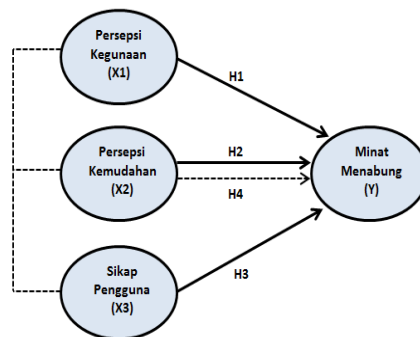 Persepsi
Kegunaan
(X1)
H1
Persepsi
Kemudahan
(X2)
H2
H4
Minat
Menabung
(Y)
Sikap
Pengguna
(X3)
H3